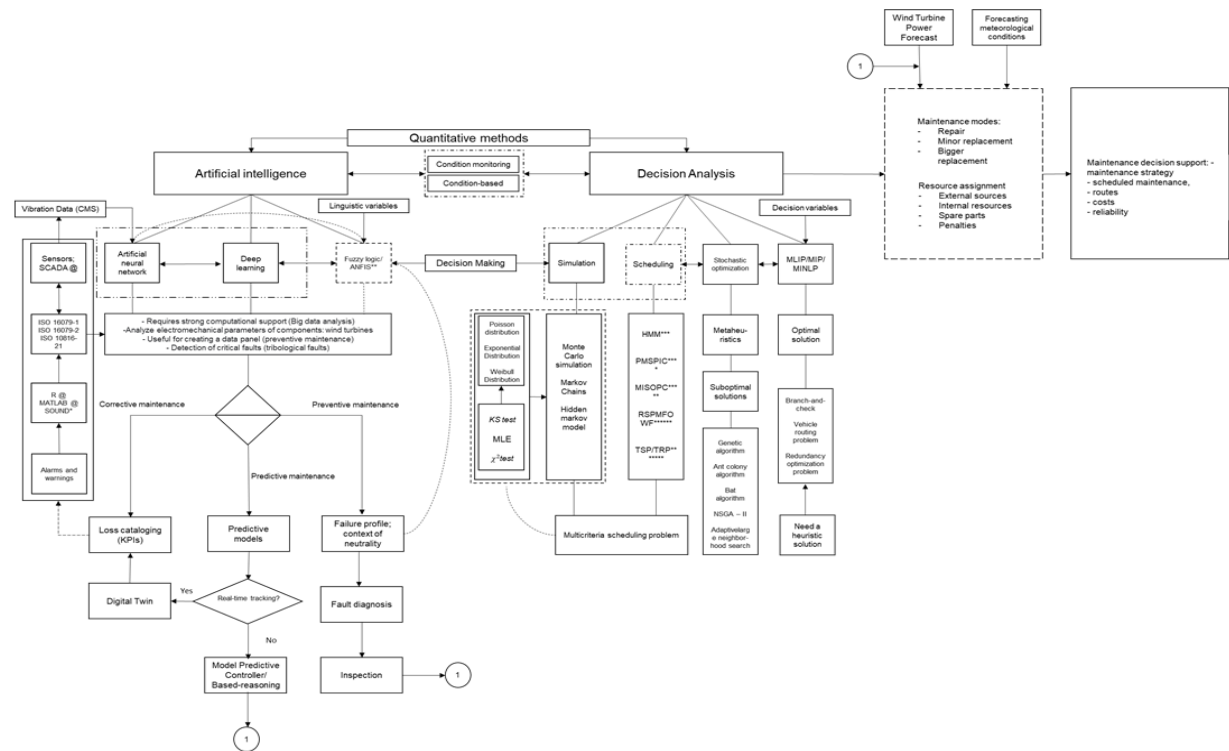 Wind Turbine
Power
Forecast
Forecasting
meteorological
conditions
1
Quantitative methods
Artificial intelligence
Condition monitoring
Condition-based
Decision Analysis
Maintenance modes:
- Repair
- Minor replacement
- Bigger
replacement
Resource assignment
- External sources
- Internal resources
- Spare parts
- Penalties
Maintenance decision support: -
maintenance strategy
- scheduled maintenance,
- routes
- costs
- reliability
Vibration Data (CMS)
Linguistic variables
Decision variables
Sensors;
SCADA @
Artificial
neural
network
Deep
learning
Fuzzy logic/
ANFIS**
Decision Making
Simulation
Scheduling
Stochastic
optimization
MLIP/MIP/
MINLP
ISO 16079-1
ISO 16079-2
ISO 10816-
21
- Requires strong computational support (Big data analysis)
-Analyze electromechanical parameters of components: wind turbines
- Useful for creating a data panel (preventive maintenance)
- Detection of critical faults (tribological faults)
Poisson
distribution
Exponential
Distribution
Weibull Distribution
KS test
MLE
χ² test
Monte
Carlo
simulation
Markov
Chains
Hidden
markov
model
HMM***
PMSPIC***
*
MISOPC***
**
RSPMFO
WF******
TSP/TRP**
*****
Metaheu-
ristics
Optimal
solution
Suboptimal
solutions
Branch-and-
check
Vehicle
routing
problem
Redundancy
optimization
problem
Genetic
algorithm
Ant colony
algorithm
Bat
algorithm
NSGA – II
Adaptivelarg
e neighbor-
hood search
R @
MATLAB @
SOUND*
Corrective maintenance
Preventive maintenance
Alarms and
warnings
Predictive maintenance
Loss cataloging
(KPIs)
Predictive
models
Failure profile;
context of
neutrality
Multicriteria scheduling problem
Need a
heuristic
solution
Digital Twin
Yes
Real-time tracking?
Fault diagnosis
No
Model Predictive
Controller/
Based-reasoning
Inspection
1
1